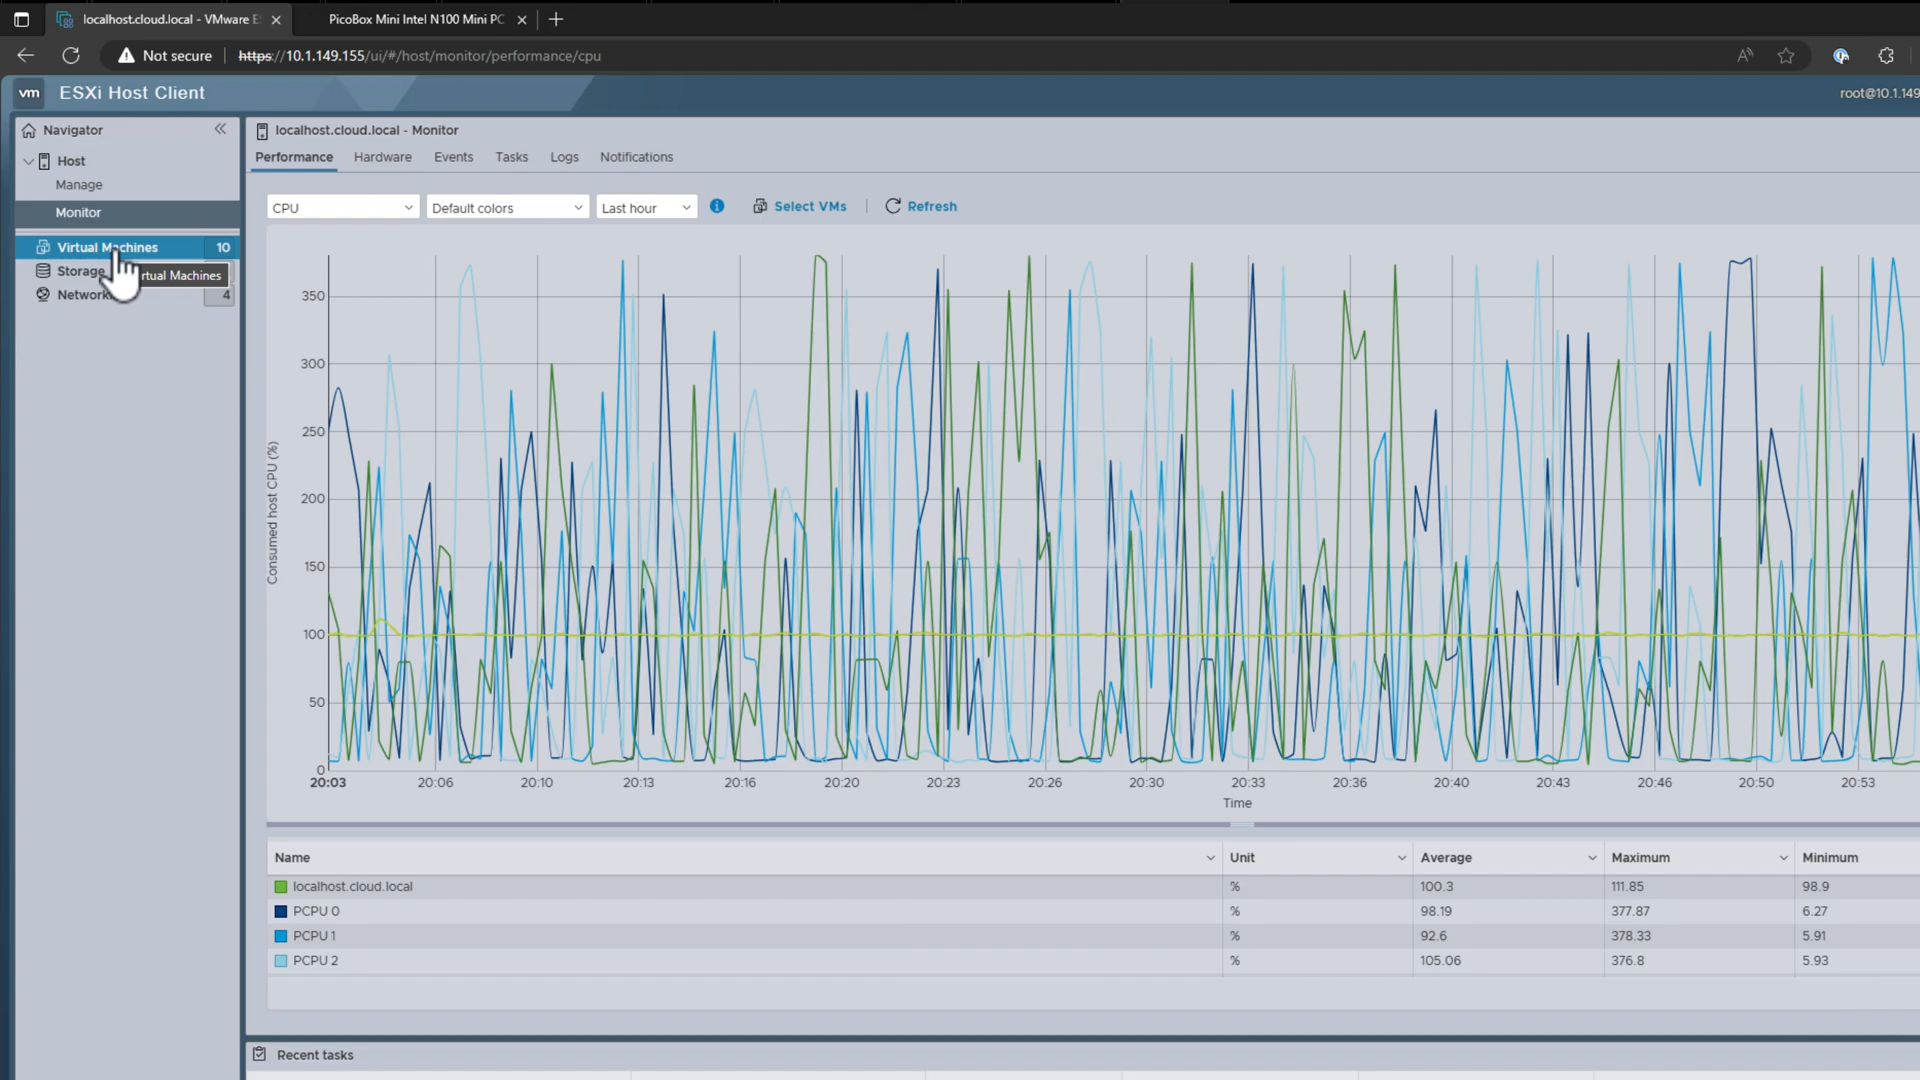 localhost.cloud.local - VMware E
PicoBox Mini Intel N100 Mini PC
Not secure
https://10.1.149.155/ui/#/host/monitor/performance/cpu
vm ESXi Host Client
root@10.1.149
Navigator
Host
Manage
Monitor
Virtual Machines 10
Storage
rtual Machines
Network 4
localhost.cloud.local - Monitor
Performance Hardware Events Tasks Logs Notifications
CPU Default colors Last hour Select VMs Refresh
Consumed host CPU (%)
350
300
250
200
150
100
50
0
20:03 20:06 20:10 20:13 20:16 20:20 20:23 20:26 20:30 20:33 20:36 20:40 20:43 20:46 20:50 20:53
Time
Name Unit Average Maximum Minimum
localhost.cloud.local % 100.3 111.85 98.9
PCPU 0 % 98.19 377.87 6.27
PCPU 1 % 92.6 378.33 5.91
PCPU 2 % 105.06 376.8 5.93
Recent tasks